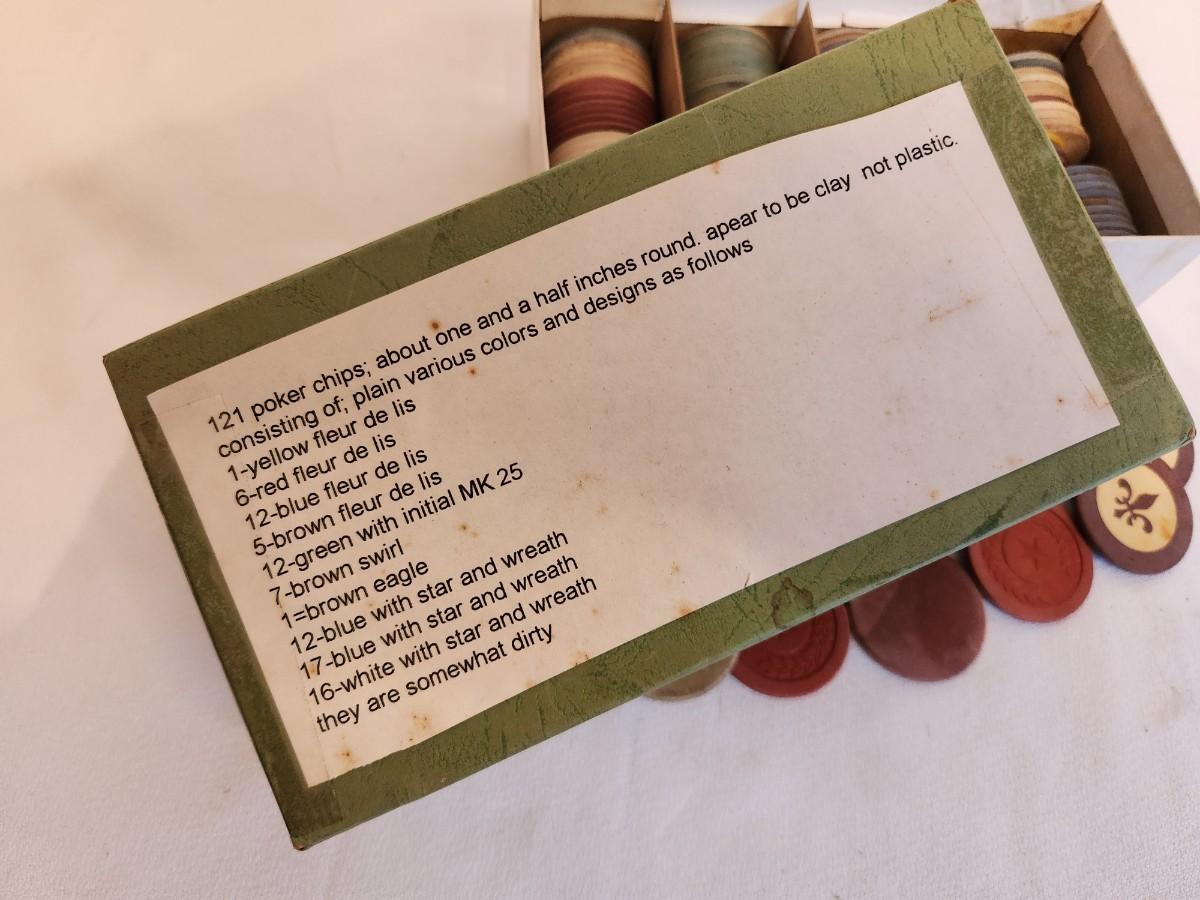 121 poker chips; about one and a half inches round. apear to be clay  not plastic.
consisting of; plain various colors and designs as follows
1-yellow fleur de lis
6-red fleur de lis
12-blue fleur de lis
5-brown fleur de lis
12-green with initial MK 25
7-brown swirl
1=brown eagle
12-blue with star and wreath
17-blue with star and wreath
16-white with star and wreath
they are somewhat dirty